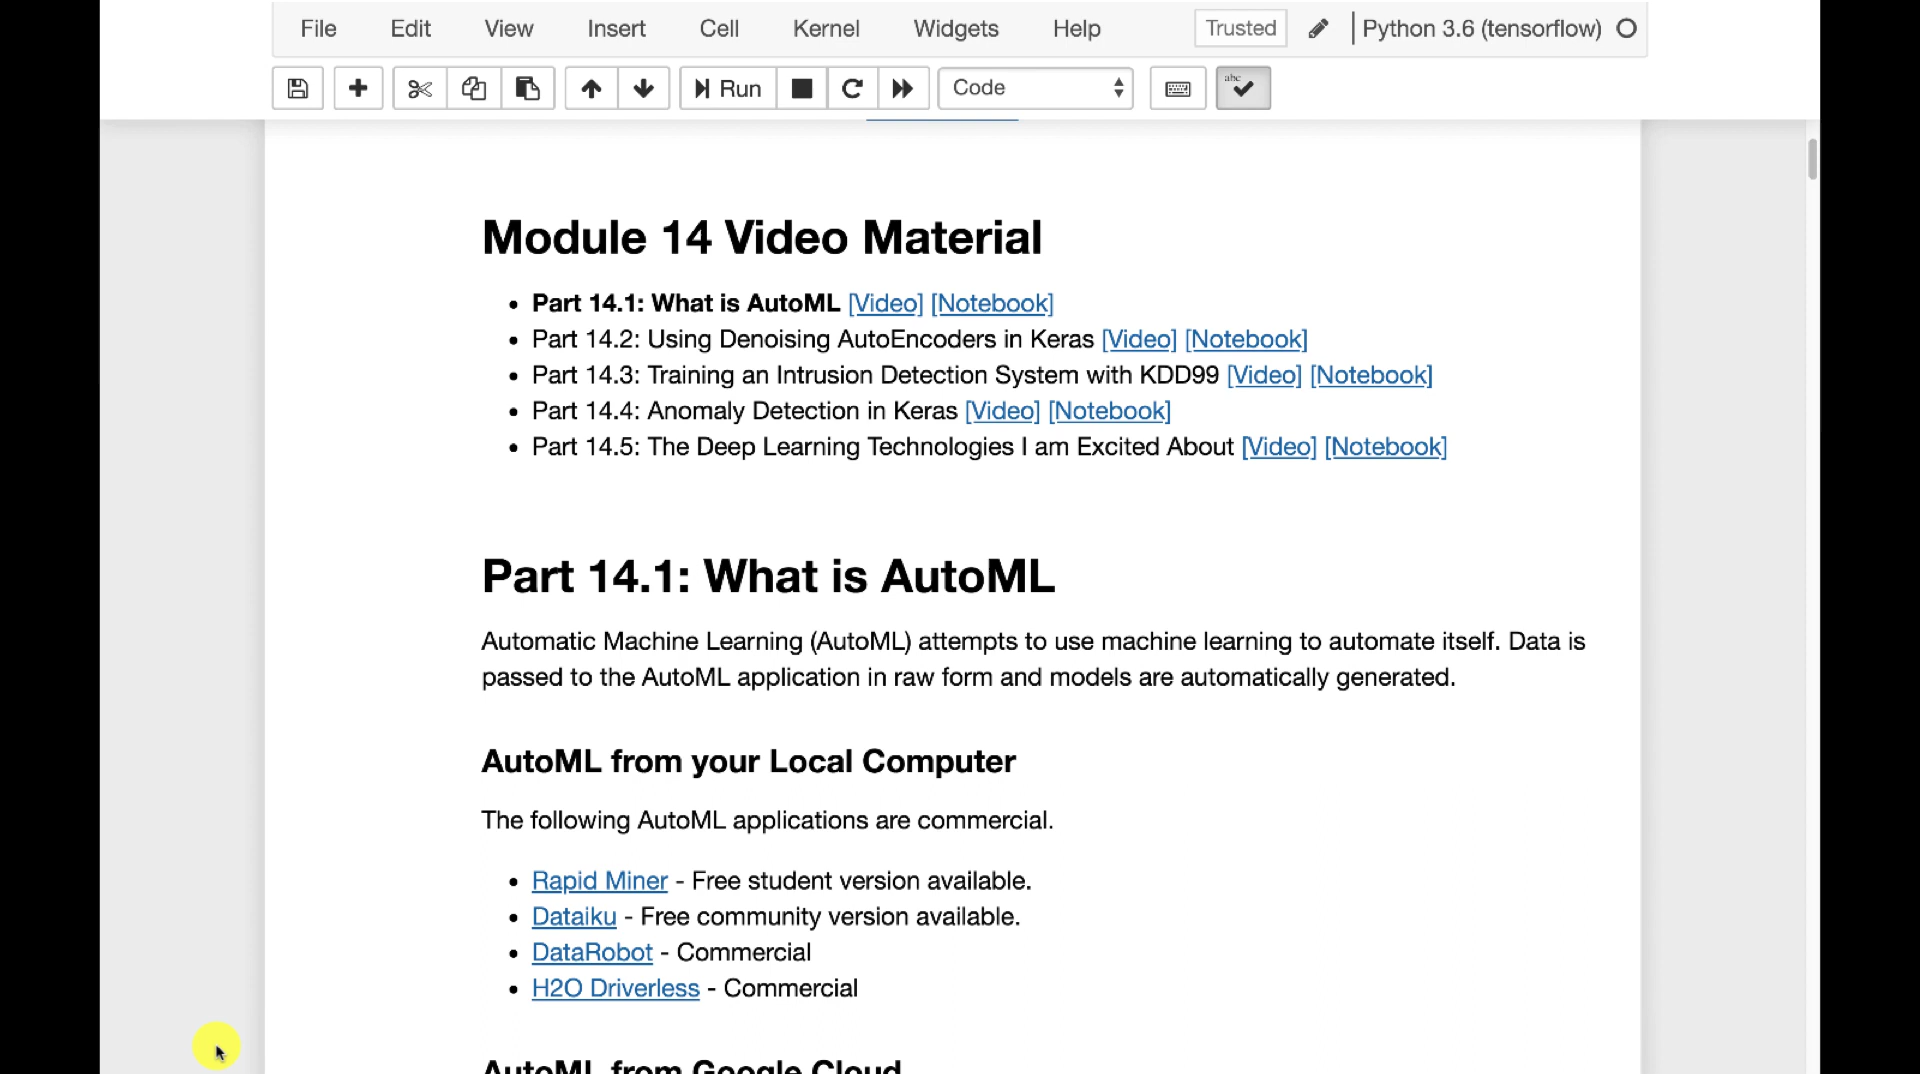 File Edit View Insert Cell Kernel Widgets Help Trusted Python 3.6 (tensorflow)
Run Code abc
Module 14 Video Material
• Part 14.1: What is AutoML [Video] [Notebook]
• Part 14.2: Using Denoising AutoEncoders in Keras [Video] [Notebook]
• Part 14.3: Training an Intrusion Detection System with KDD99 [Video] [Notebook]
• Part 14.4: Anomaly Detection in Keras [Video] [Notebook]
• Part 14.5: The Deep Learning Technologies I am Excited About [Video] [Notebook]
Part 14.1: What is AutoML
Automatic Machine Learning (AutoML) attempts to use machine learning to automate itself. Data is
passed to the AutoML application in raw form and models are automatically generated.
AutoML from your Local Computer
The following AutoML applications are commercial.
• Rapid Miner - Free student version available.
• Dataiku - Free community version available.
• DataRobot - Commercial
• H2O Driverless - Commercial
AutoML from Google Cloud